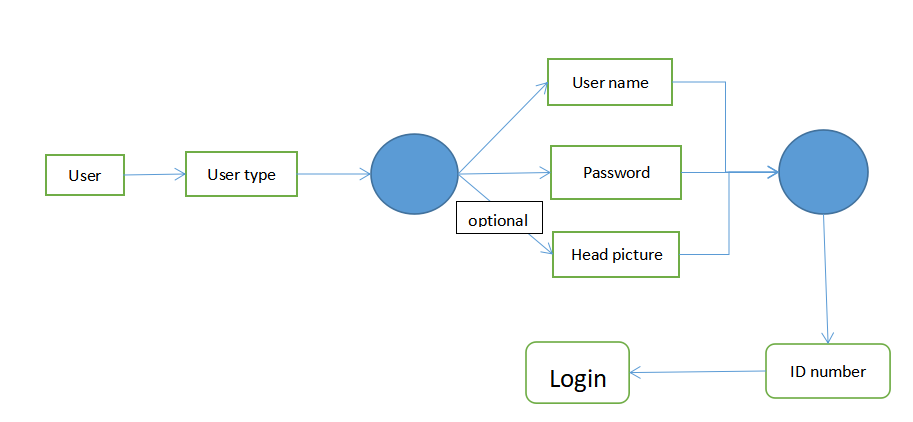 User
User type
User name
Password
optional
Head picture
ID number
Login